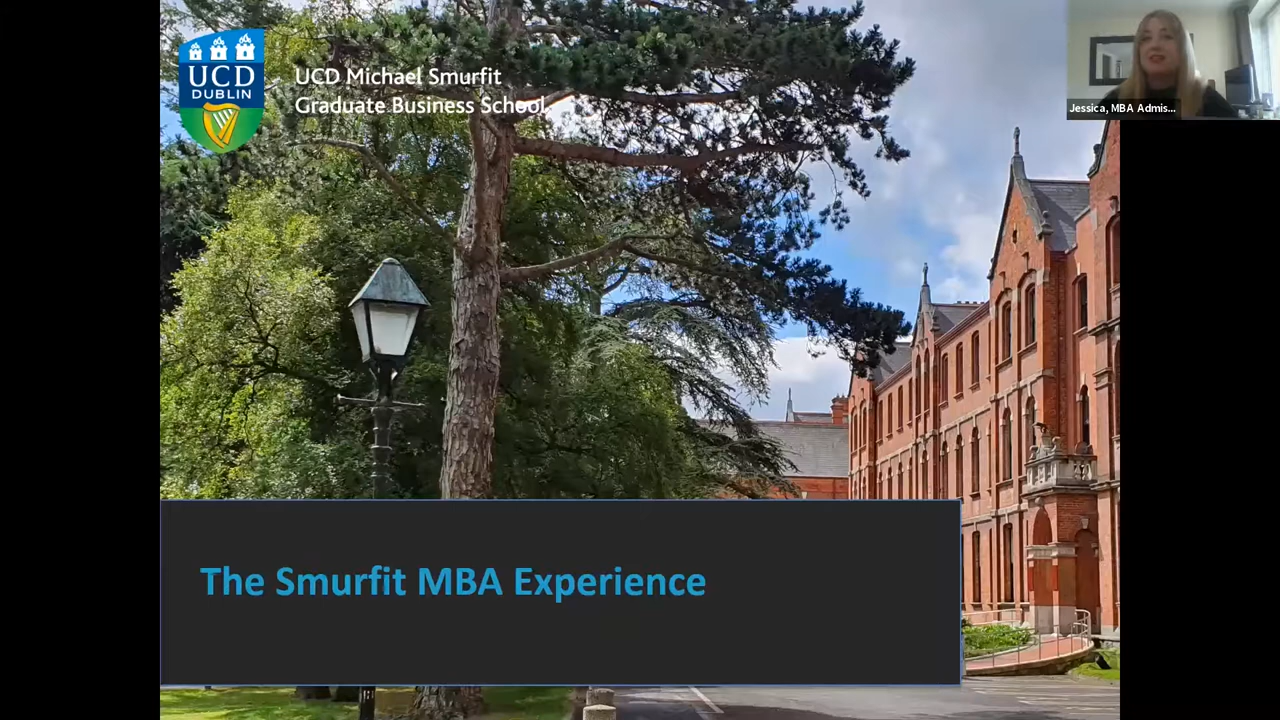 UCD
DUBLIN
UCD Michael Smurfit
Graduate Business School
Jessica, MBA Admis...
The Smurfit MBA Experience